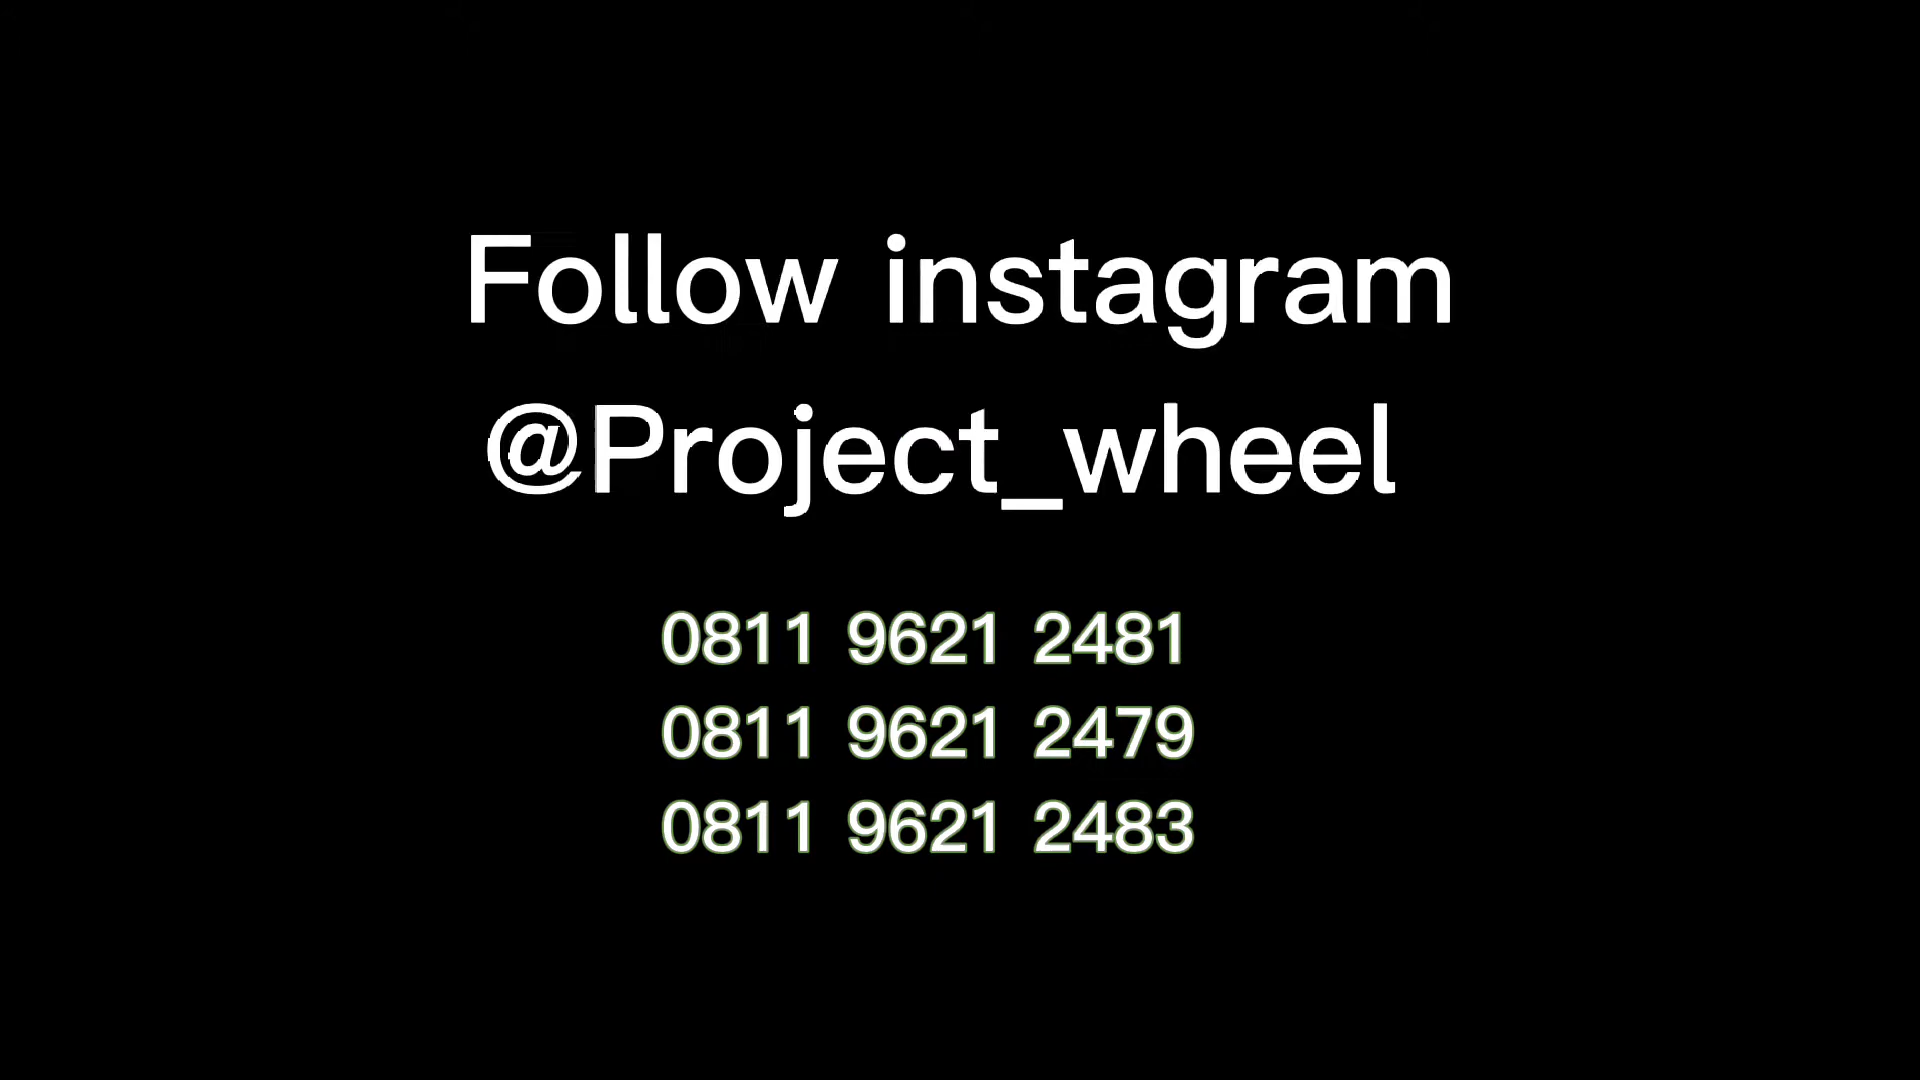 Follow instagram
@Project_wheel
0811 9621 2481
0811 9621 2479
0811 9621 2483